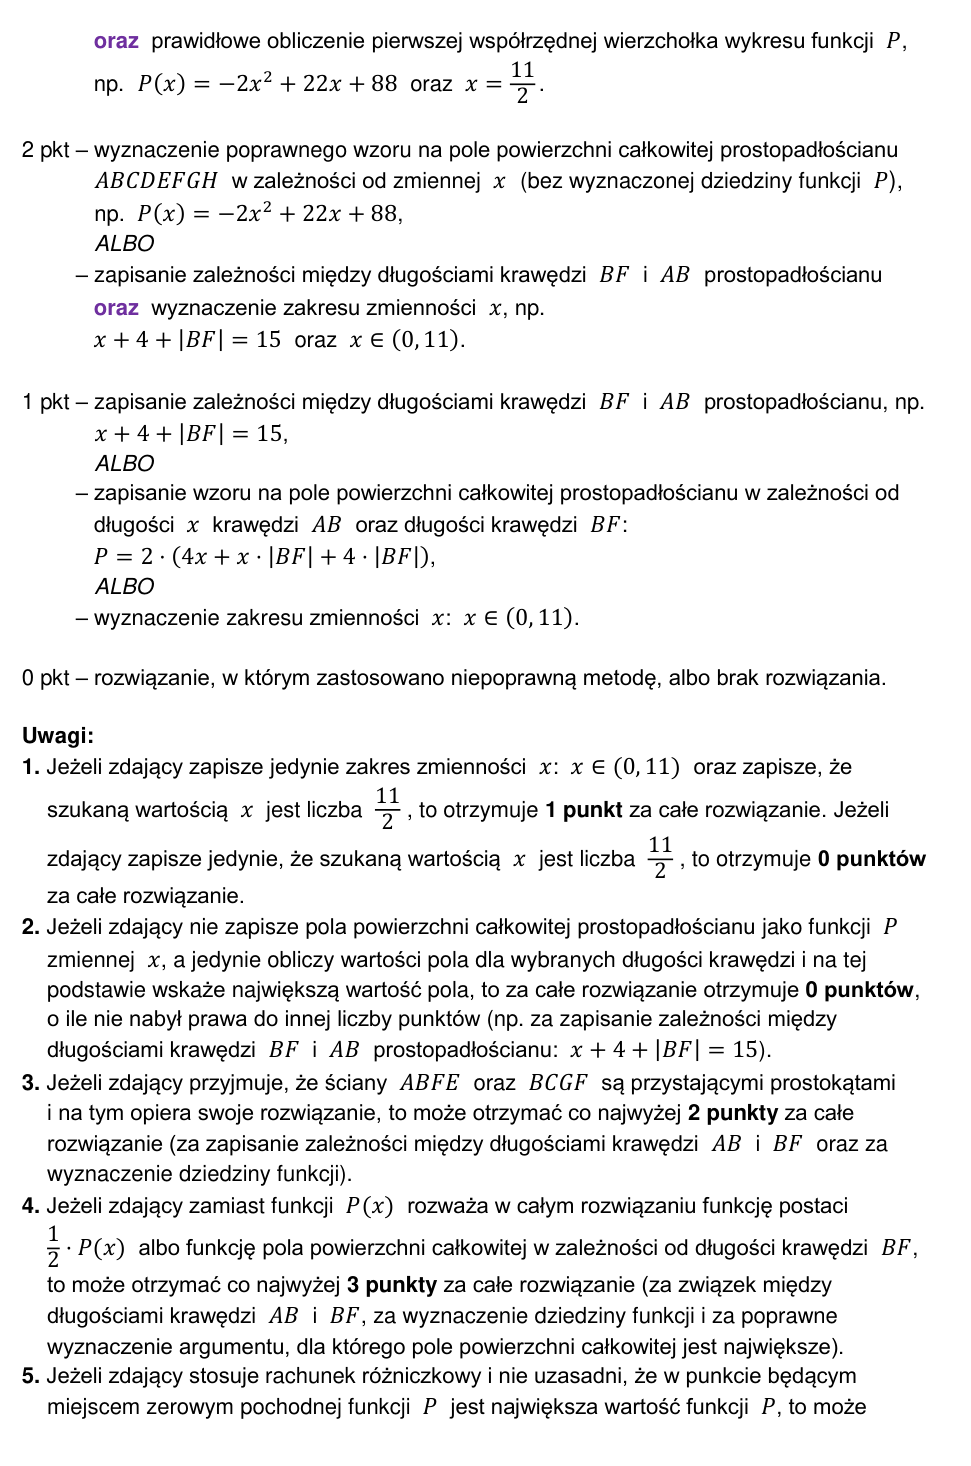 oraz prawidłowe obliczenie pierwszej współrzędnej wierzchołka wykresu funkcji P,
np. P(x) = −2x² + 22x + 88 oraz x = 11/2.
2 pkt – wyznaczenie poprawnego wzoru na pole powierzchni całkowitej prostopadłościanu
ABCDEFGH w zależności od zmiennej x (bez wyznaczonej dziedziny funkcji P),
np. P(x) = −2x² + 22x + 88,
ALBO
– zapisanie zależności między długościami krawędzi BF i AB prostopadłościanu
oraz wyznaczenie zakresu zmienności x, np.
x + 4 + |BF| = 15 oraz x ∈ (0, 11).
1 pkt – zapisanie zależności między długościami krawędzi BF i AB prostopadłościanu, np.
x + 4 + |BF| = 15,
ALBO
– zapisanie wzoru na pole powierzchni całkowitej prostopadłościanu w zależności od
długości x krawędzi AB oraz długości krawędzi BF:
P = 2 · (4x + x · |BF| + 4 · |BF|),
ALBO
– wyznaczenie zakresu zmienności x: x ∈ (0, 11).
0 pkt – rozwiązanie, w którym zastosowano niepoprawną metodę, albo brak rozwiązania.
Uwagi:
1. Jeżeli zdający zapisze jedynie zakres zmienności x: x ∈ (0, 11) oraz zapisze, że
szukaną wartością x jest liczba 11/2, to otrzymuje 1 punkt za całe rozwiązanie. Jeżeli
zdający zapisze jedynie, że szukaną wartością x jest liczba 11/2, to otrzymuje 0 punktów
za całe rozwiązanie.
2. Jeżeli zdający nie zapisze pola powierzchni całkowitej prostopadłościanu jako funkcji P
zmiennej x, a jedynie obliczy wartości pola dla wybranych długości krawędzi i na tej
podstawie wskaże największą wartość pola, to za całe rozwiązanie otrzymuje 0 punktów,
o ile nie nabył prawa do innej liczby punktów (np. za zapisanie zależności między
długościami krawędzi BF i AB prostopadłościanu: x + 4 + |BF| = 15).
3. Jeżeli zdający przyjmuje, że ściany ABFE oraz BCGF są przystającymi prostokątami
i na tym opiera swoje rozwiązanie, to może otrzymać co najwyżej 2 punkty za całe
rozwiązanie (za zapisanie zależności między długościami krawędzi AB i BF oraz za
wyznaczenie dziedziny funkcji).
4. Jeżeli zdający zamiast funkcji P(x) rozważa w całym rozwiązaniu funkcję postaci
1/2 · P(x) albo funkcję pola powierzchni całkowitej w zależności od długości krawędzi BF,
to może otrzymać co najwyżej 3 punkty za całe rozwiązanie (za związek między
długościami krawędzi AB i BF, za wyznaczenie dziedziny funkcji i za poprawne
wyznaczenie argumentu, dla którego pole powierzchni całkowitej jest największe).
5. Jeżeli zdający stosuje rachunek różniczkowy i nie uzasadni, że w punkcie będącym
miejscem zerowym pochodnej funkcji P jest największa wartość funkcji P, to może